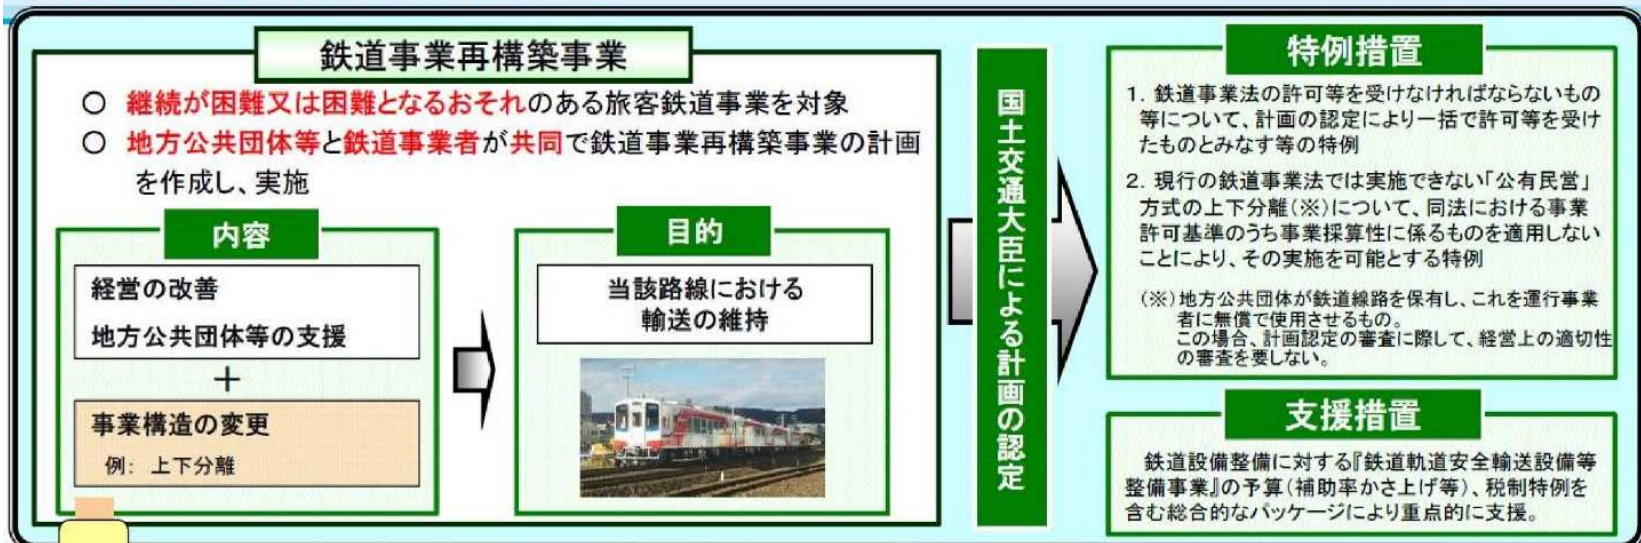 鉄道事業再構築事業
○ 継続が困難又は困難となるおそれのある旅客鉄道事業を対象
○ 地方公共団体等と鉄道事業者が共同で鉄道事業再構築事業の計画
を作成し、実施
内容
経営の改善
地方公共団体等の支援
＋
事業構造の変更
例: 上下分離
目的
当該路線における
輸送の維持
国土交通大臣による計画の認定
特例措置
1. 鉄道事業法の許可等を受けなければならないもの
等について、計画の認定により一括で許可等を受け
たものとみなす等の特例
2. 現行の鉄道事業法では実施できない「公有民営」
方式の上下分離(※)について、同法における事業
許可基準のうち事業採算性に係るものを適用しない
ことにより、その実施を可能とする特例
(※)地方公共団体が鉄道線路を保有し、これを運行事業
者に無償で使用させるもの。
この場合、計画認定の審査に際して、経営上の適切性
の審査を要しない。
支援措置
鉄道設備整備に対する『鉄道軌道安全輸送設備等
整備事業』の予算(補助率かさ上げ等)、税制特例を
含む総合的なパッケージにより重点的に支援。